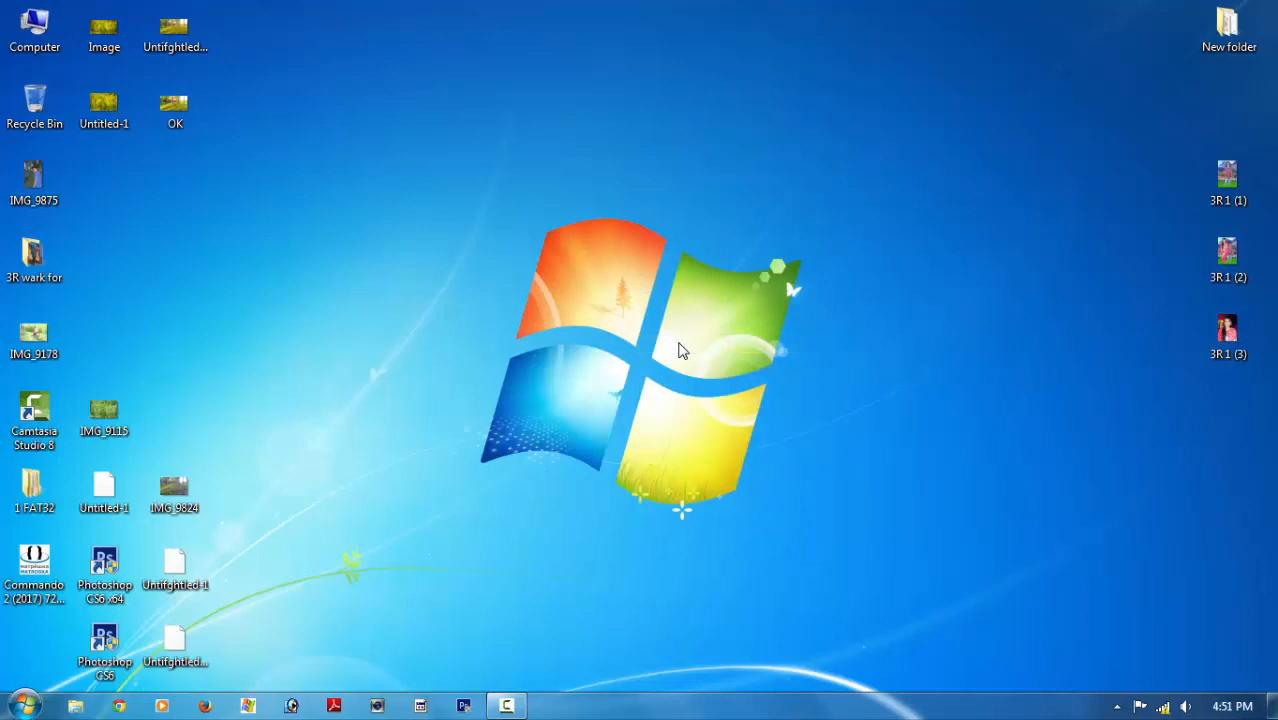 Computer
Image
Untifghtled...
New folder
Recycle Bin
Untitled-1
OK
IMG_9875
3R 1 (1)
3R wark for
3R 1 (2)
IMG_9178
3R 1 (3)
Camtasia
Studio 8
IMG_9115
1 FAT32
Untitled-1
IMG_9824
Commando
2 (2017) 72...
Photoshop
CS6 x64
Untifghtled-1
Photoshop
CS6
Untifghtled...
4:51 PM